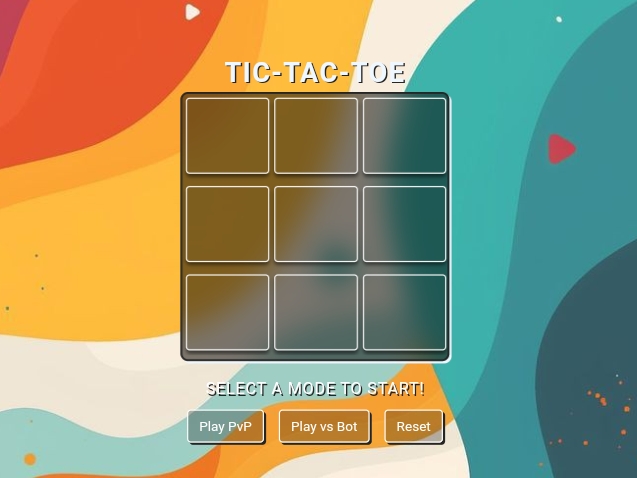 TIC-TAC-TOE
SELECT A MODE TO START!
Play PvP Play vs Bot Reset